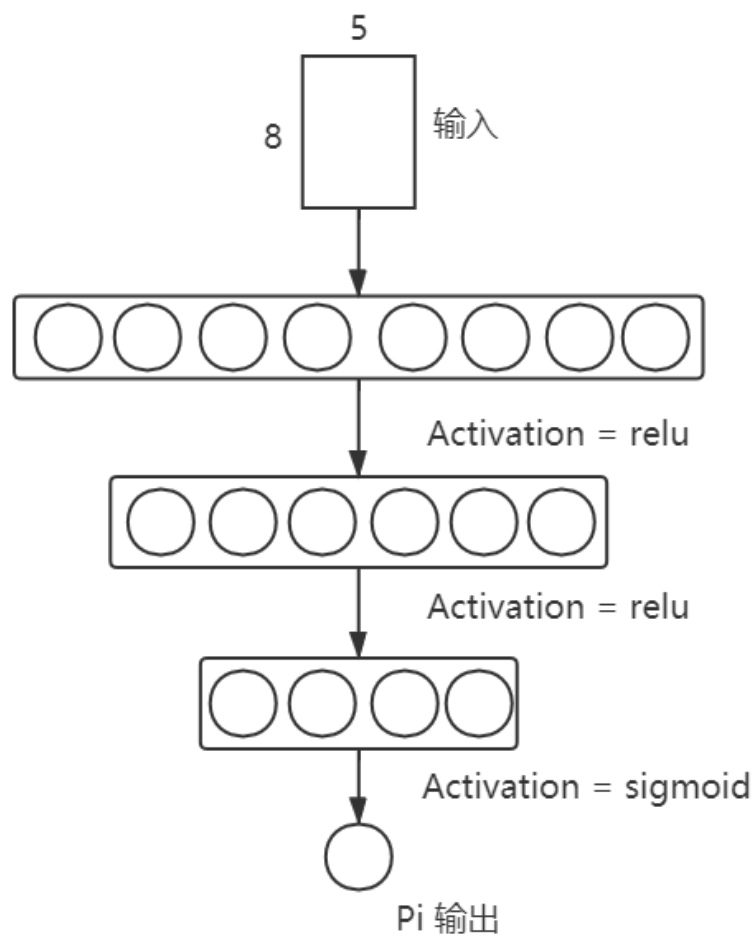 5
8
输入
Activation = relu
Activation = relu
Activation = sigmoid
Pi 输出